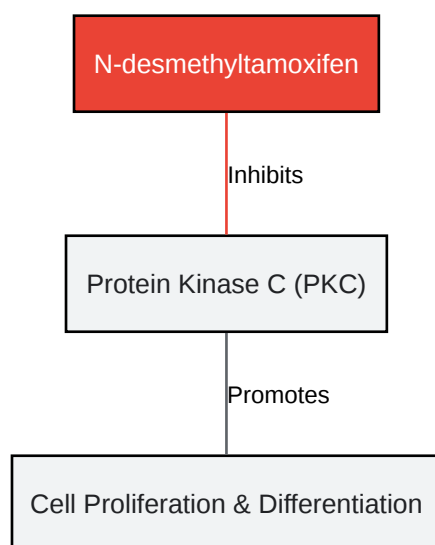 N-desmethyltamoxifen
Inhibits
Protein Kinase C (PKC)
Promotes
Cell Proliferation & Differentiation